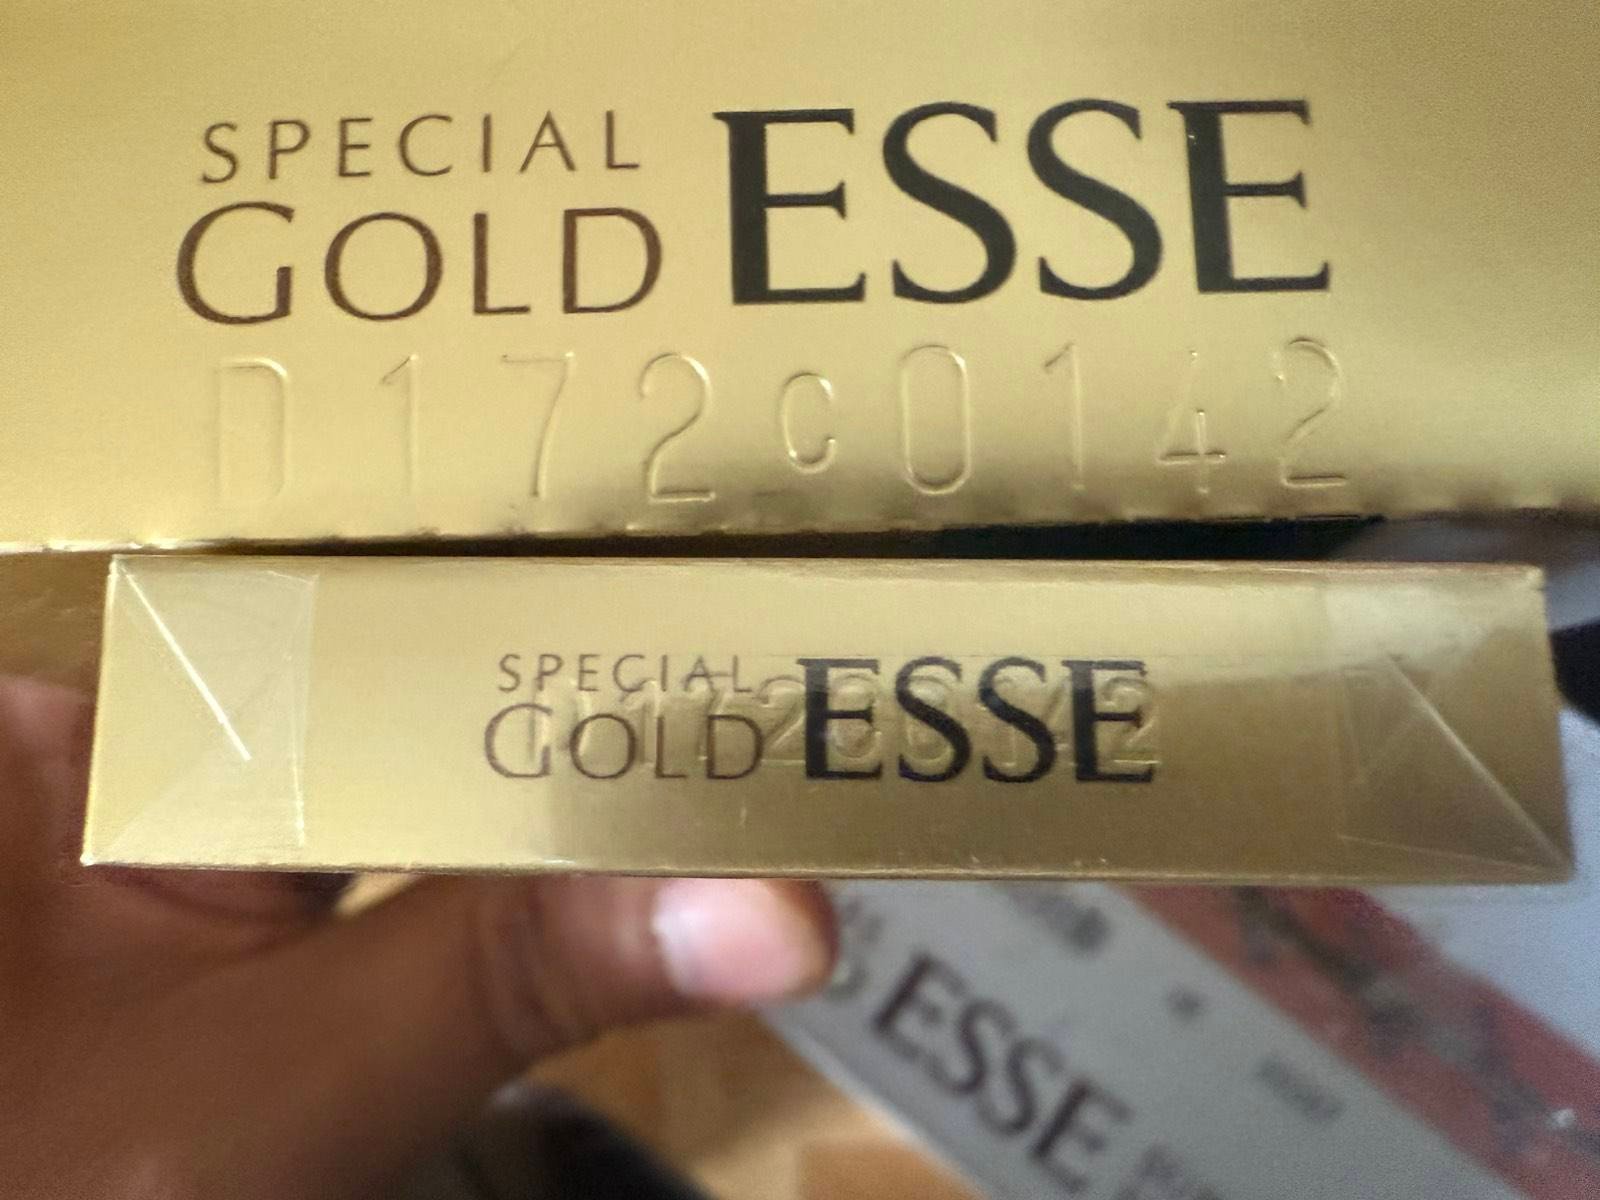 SPECIAL
GOLD ESSE
D172c0142
SPECIAL
GOLD ESSE
ESSE